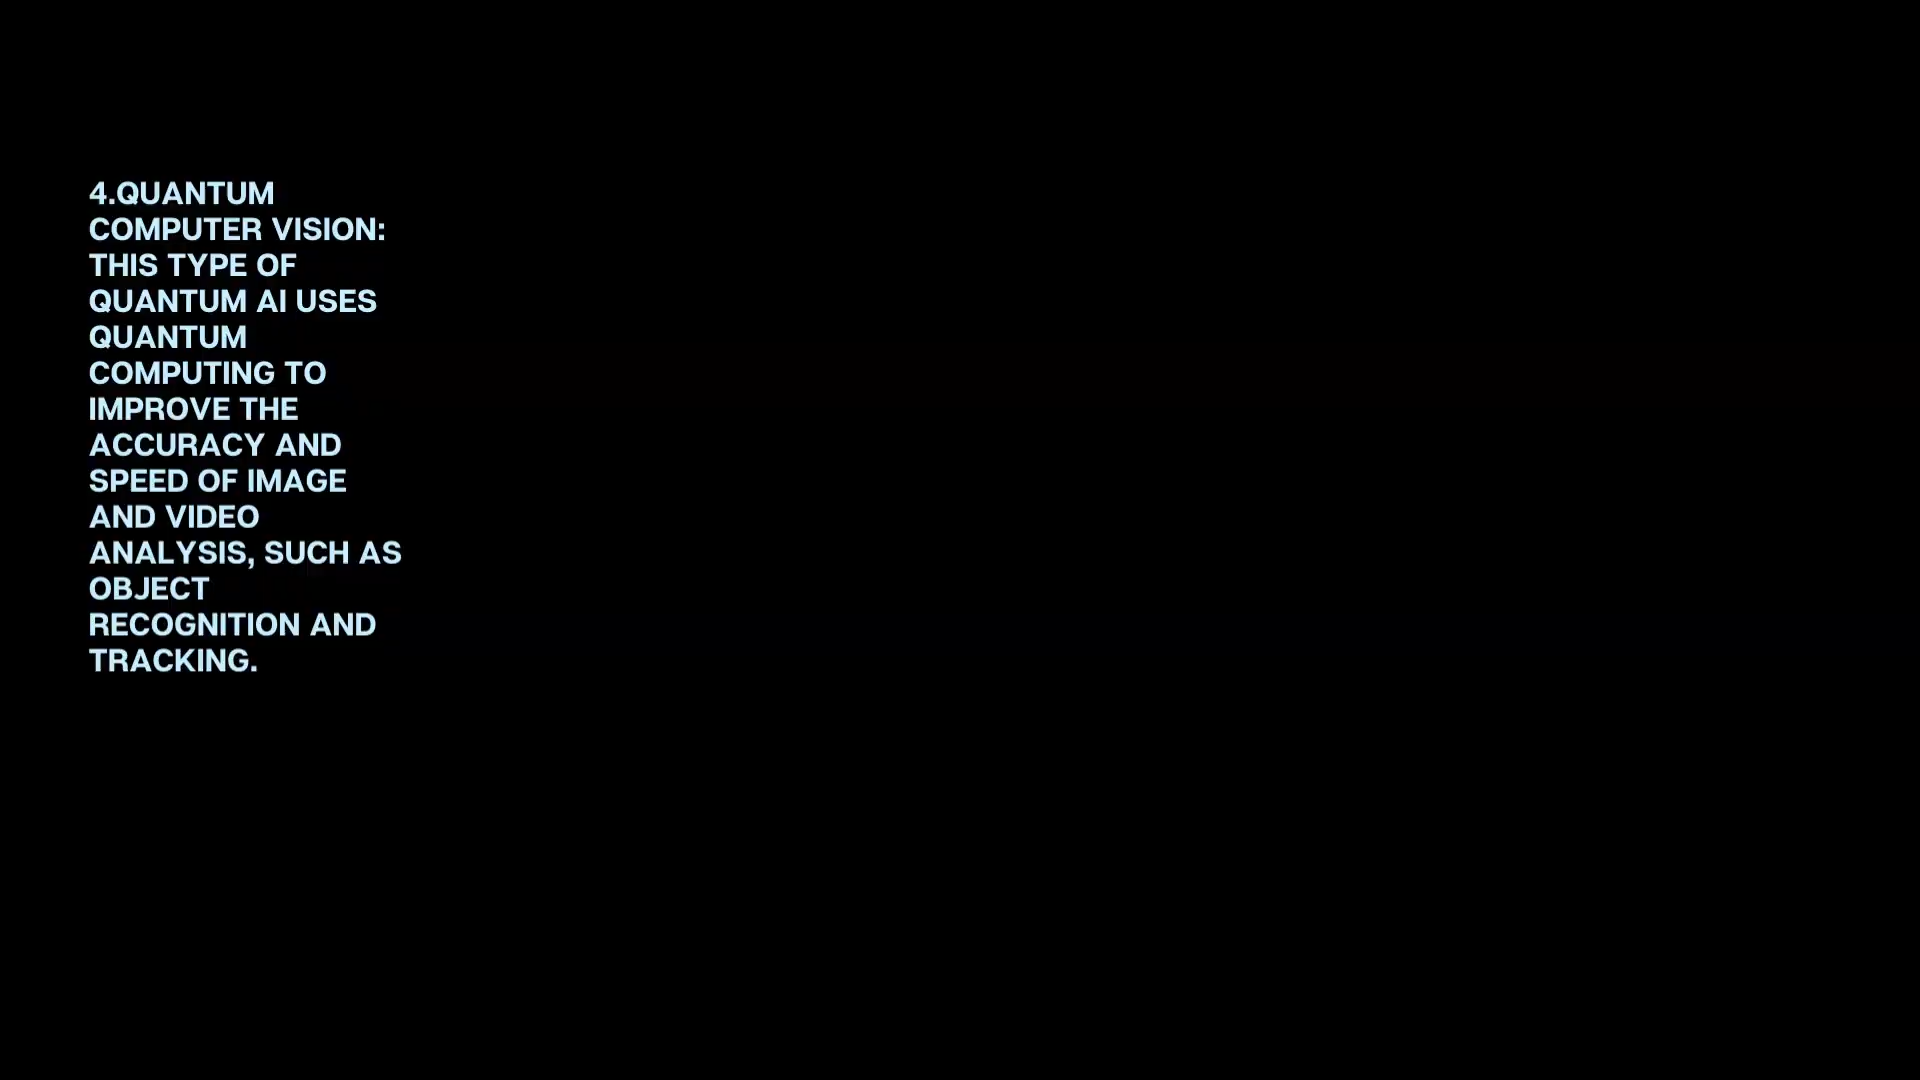 4.QUANTUM
COMPUTER VISION:
THIS TYPE OF
QUANTUM AI USES
QUANTUM
COMPUTING TO
IMPROVE THE
ACCURACY AND
SPEED OF IMAGE
AND VIDEO
ANALYSIS, SUCH AS
OBJECT
RECOGNITION AND
TRACKING.